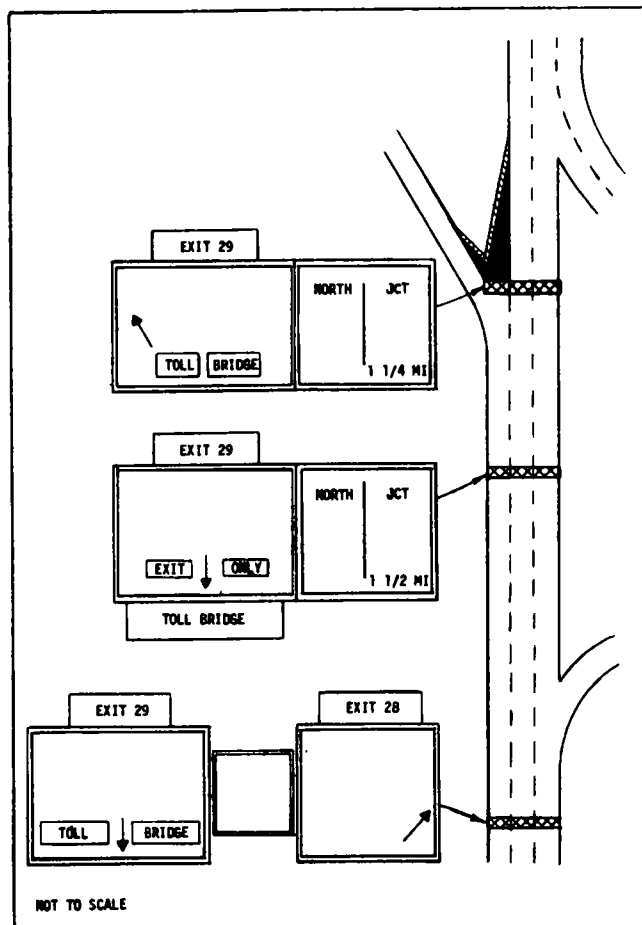 EXIT 29
NORTH JCT
1 1/4 MI
TOLL BRIDGE
EXIT 29
NORTH JCT
1 1/2 MI
EXIT ONLY
TOLL BRIDGE
EXIT 29
EXIT 28
TOLL BRIDGE
NOT TO SCALE